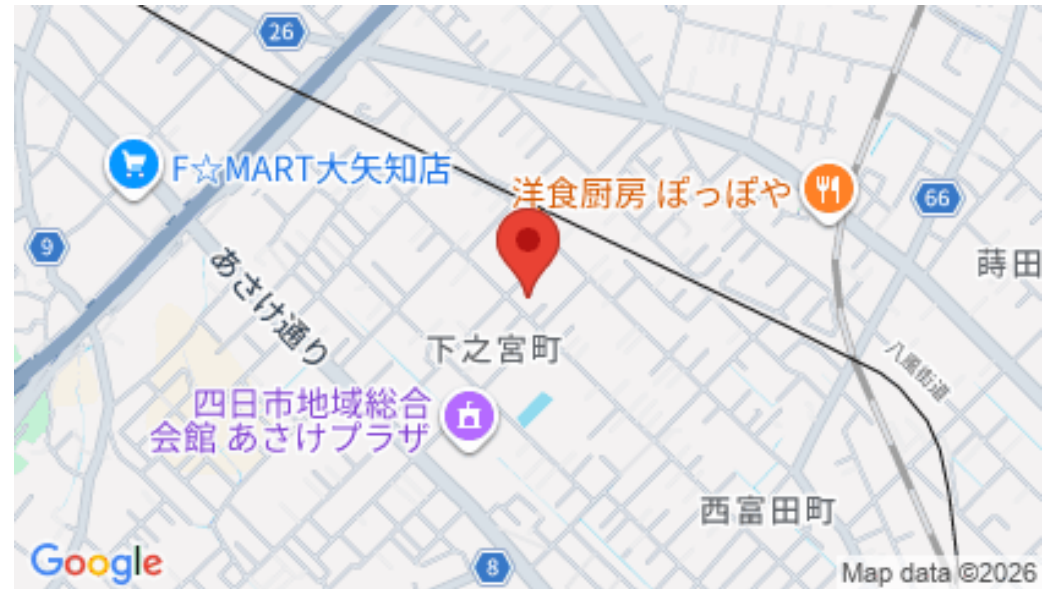 26
F☆MART大矢知店
洋食厨房 ぽっぽや
66
9
蒔田
あさけ通り
下之宮町
八風街道
四日市地域総合
会館 あさけプラザ
西富田町
8
Google
Map data ©2026